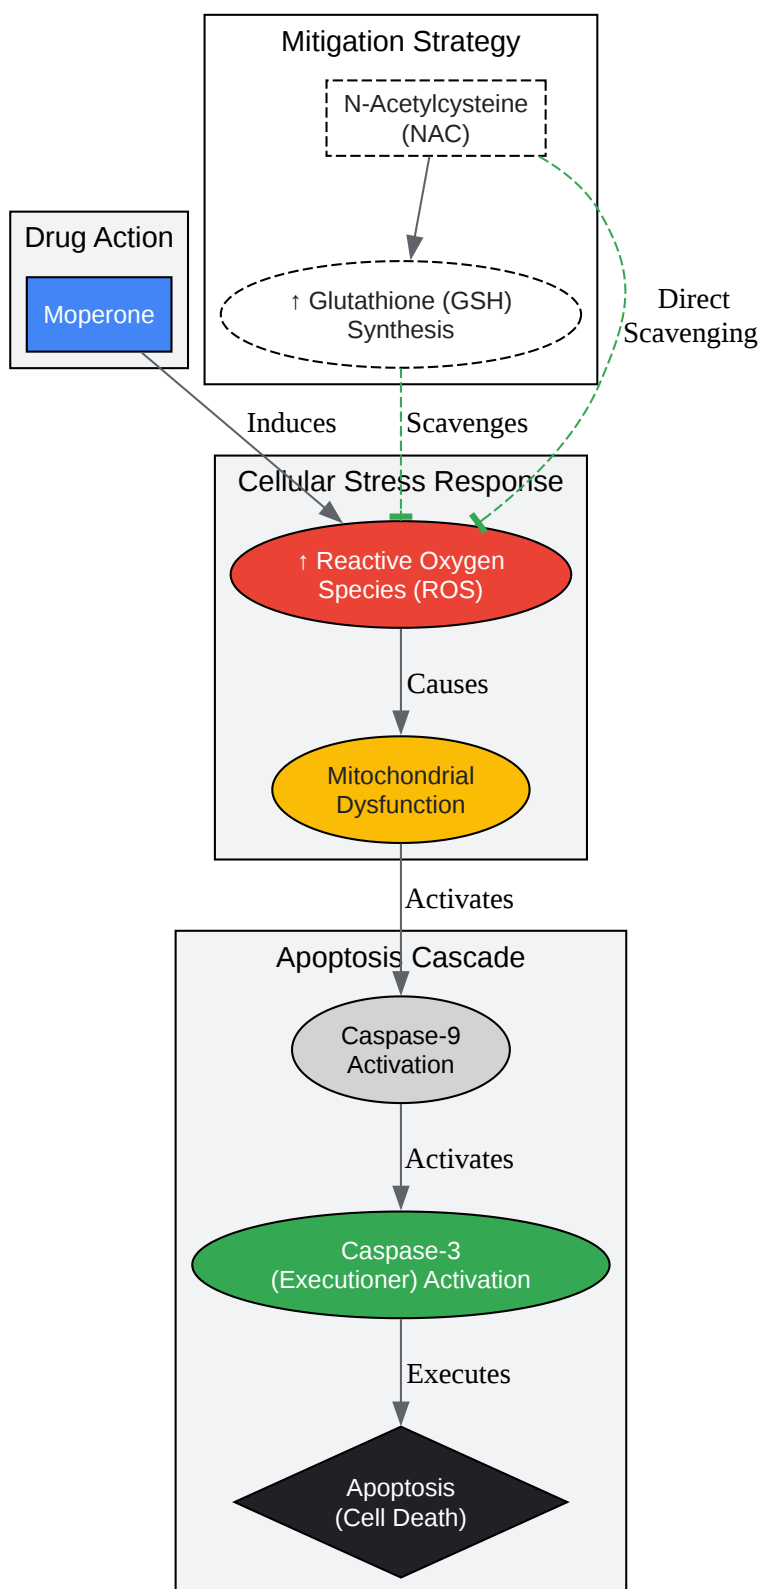 Mitigation Strategy
N-Acetylcysteine
(NAC)
Drug Action
Moperone
↑ Glutathione (GSH)
Synthesis
Direct
Scavenging
Induces
Scavenges
Cellular Stress Response
↑ Reactive Oxygen
Species (ROS)
Causes
Mitochondrial
Dysfunction
Activates
Apoptosis Cascade
Caspase-9
Activation
Activates
Caspase-3
(Executioner) Activation
Executes
Apoptosis
(Cell Death)